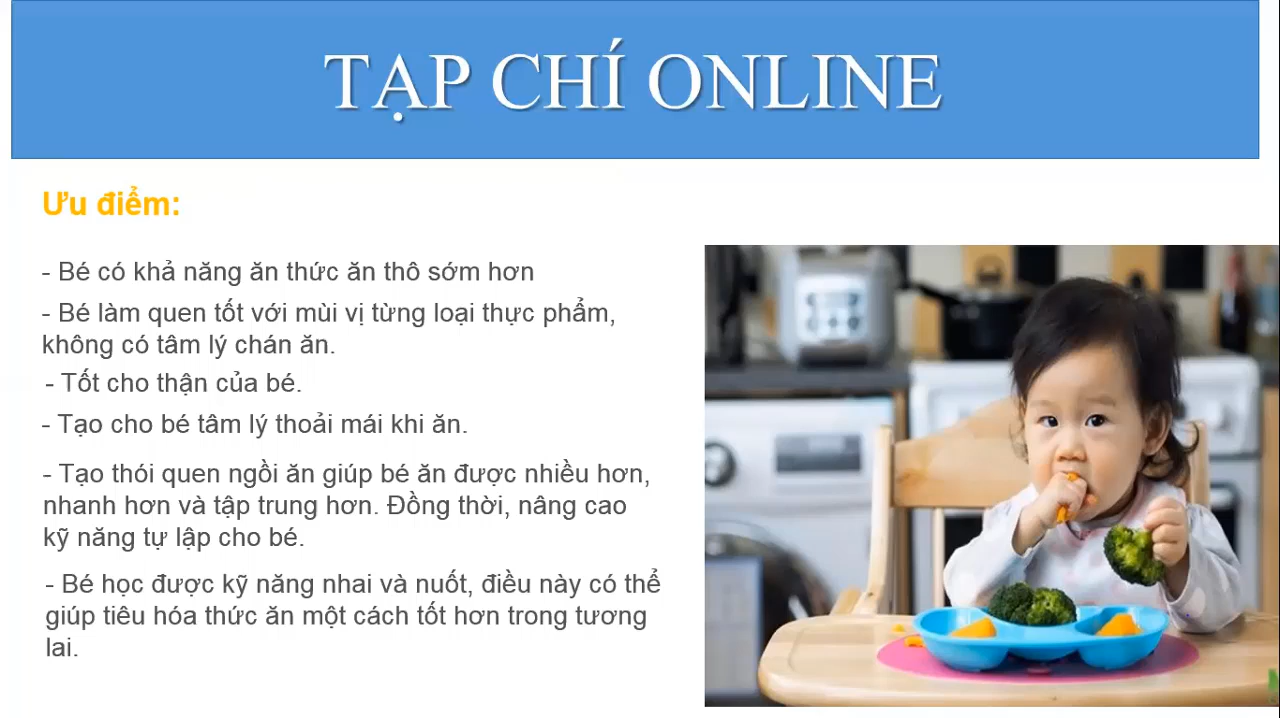 TẠP CHÍ ONLINE
Ưu điểm:
- Bé có khả năng ăn thức ăn thô sớm hơn
- Bé làm quen tốt với mùi vị từng loại thực phẩm,
không có tâm lý chán ăn.
- Tốt cho thận của bé.
- Tạo cho bé tâm lý thoải mái khi ăn.
- Tạo thói quen ngồi ăn giúp bé ăn được nhiều hơn,
nhanh hơn và tập trung hơn. Đồng thời, nâng cao
kỹ năng tự lập cho bé.
- Bé học được kỹ năng nhai và nuốt, điều này có thể
giúp tiêu hóa thức ăn một cách tốt hơn trong tương
lai.